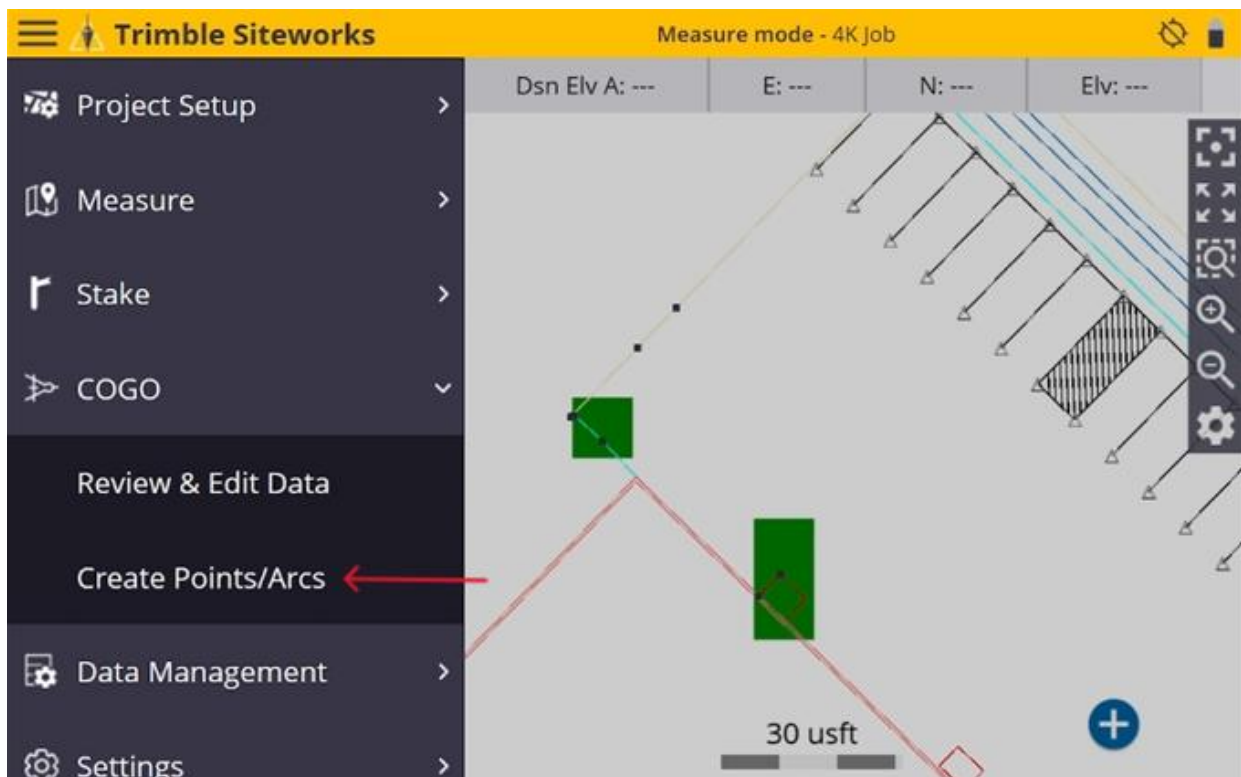 Trimble Siteworks
Measure mode - 4K Job
Project Setup
Measure
Stake
COGO
Review & Edit Data
Create Points/Arcs
Data Management
Settings
Dsn Elv A: ---
E: ---
N: ---
Elv: ---
30 usft